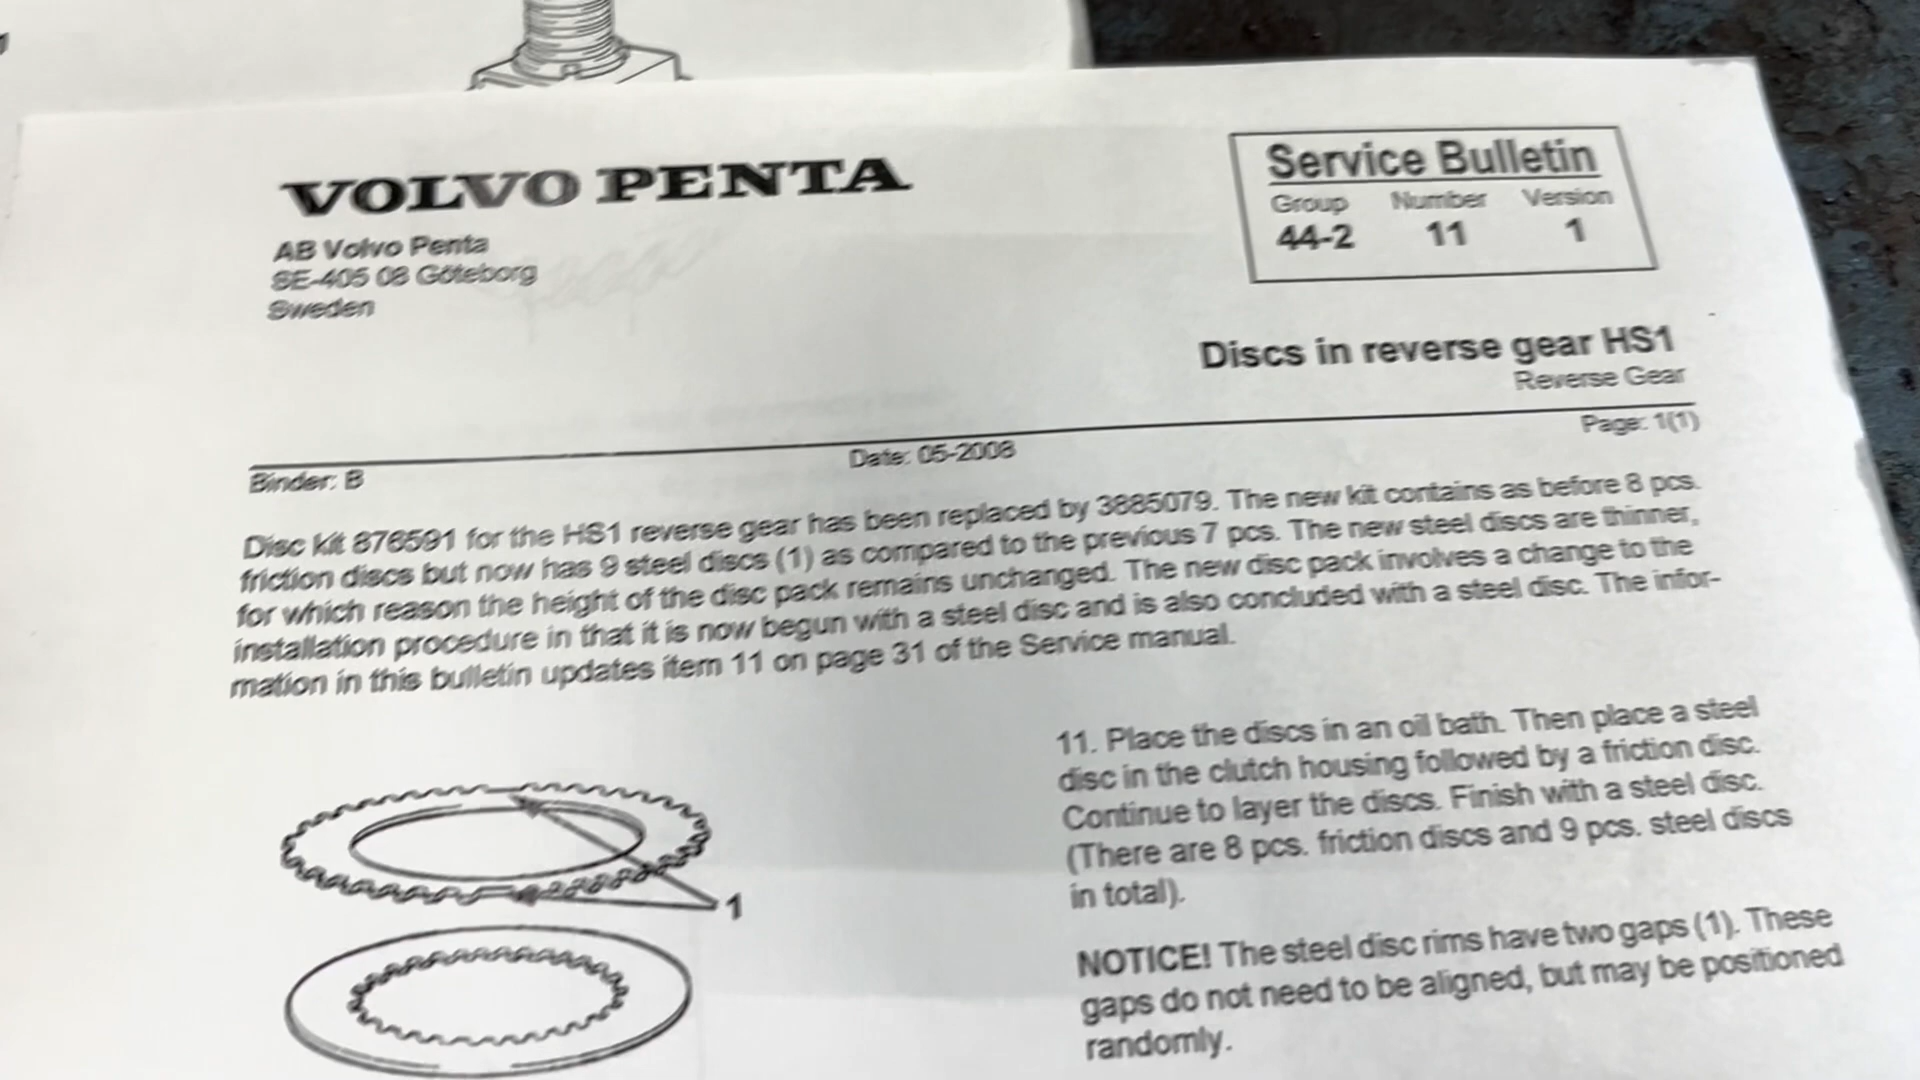 VOLVO PENTA
AB Volvo Penta
SE-405 08 Göteborg
Sweden
Service Bulletin
Group Number Version
44-2 11 1
Discs in reverse gear HS1
Reverse Gear
Binder: B Date: 05-2008 Page: 1(1)
Disc kit 876591 for the HS1 reverse gear has been replaced by 3885079. The new kit contains as before 8 pcs.
friction discs but now has 9 steel discs (1) as compared to the previous 7 pcs. The new steel discs are thinner,
for which reason the height of the disc pack remains unchanged. The new disc pack involves a change to the
installation procedure in that it is now begun with a steel disc and is also concluded with a steel disc. The infor-
mation in this bulletin updates item 11 on page 31 of the Service manual.
11. Place the discs in an oil bath. Then place a steel
disc in the clutch housing followed by a friction disc.
Continue to layer the discs. Finish with a steel disc.
(There are 8 pcs. friction discs and 9 pcs. steel discs
in total).
1
NOTICE! The steel disc rims have two gaps (1). These
gaps do not need to be aligned, but may be positioned
randomly.